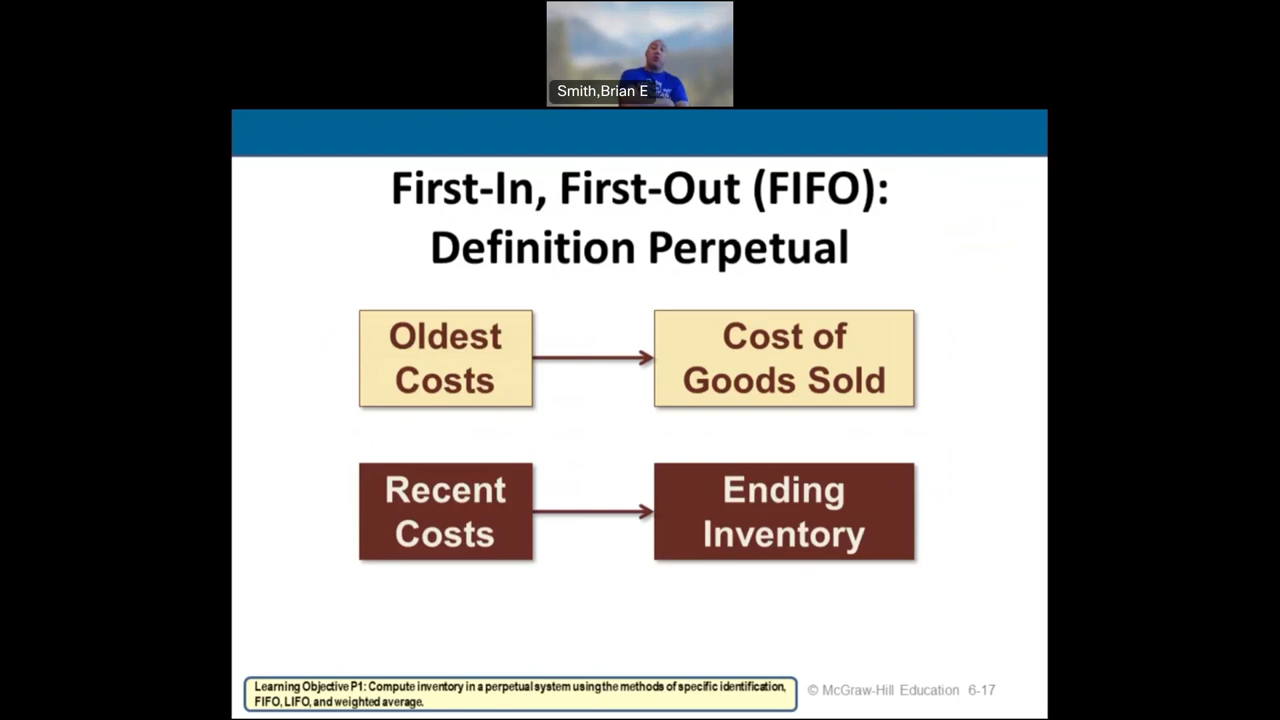 Smith,Brian E
First-In, First-Out (FIFO):
Definition Perpetual
Oldest
Costs
Cost of
Goods Sold
Recent
Costs
Ending
Inventory
Learning Objective P1: Compute inventory in a perpetual system using the methods of specific identification,
FIFO, LIFO, and weighted average.
© McGraw-Hill Education 6-17